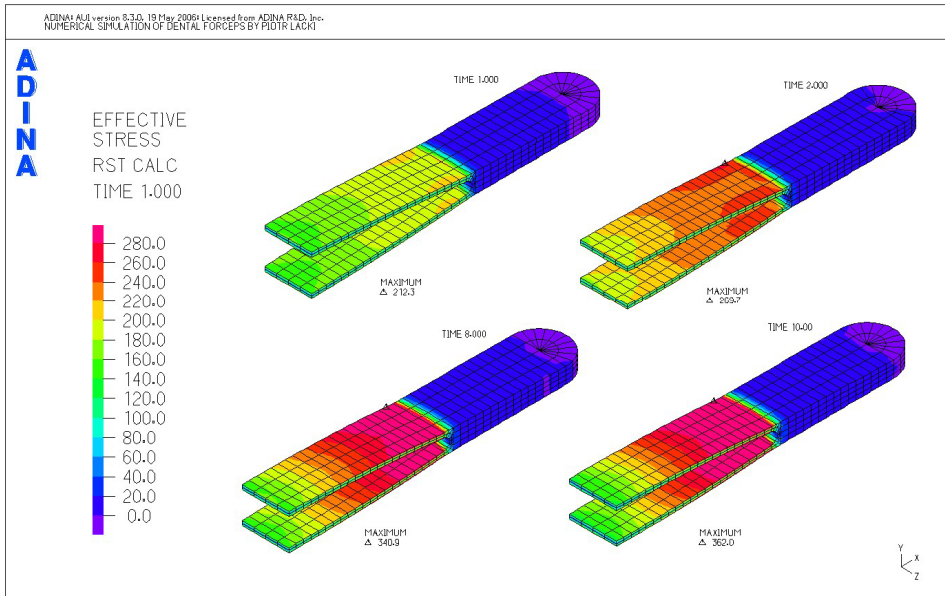 ADINA: AUI version 8.3.0, 19 May 2006: Licensed from ADINA R&D, Inc.
NUMERICAL SIMULATION OF DENTAL FORCEPS BY PIOTR LACKI
ADINA
EFFECTIVE
STRESS
RST CALC
TIME 1.000
280.0
260.0
240.0
220.0
200.0
180.0
160.0
140.0
120.0
100.0
80.0
60.0
40.0
20.0
0.0
TIME 1.000
MAXIMUM
△ 212.3
TIME 2.000
MAXIMUM
△ 269.7
TIME 8.000
MAXIMUM
△ 340.9
TIME 10.00
MAXIMUM
△ 362.0
Y
X
Z